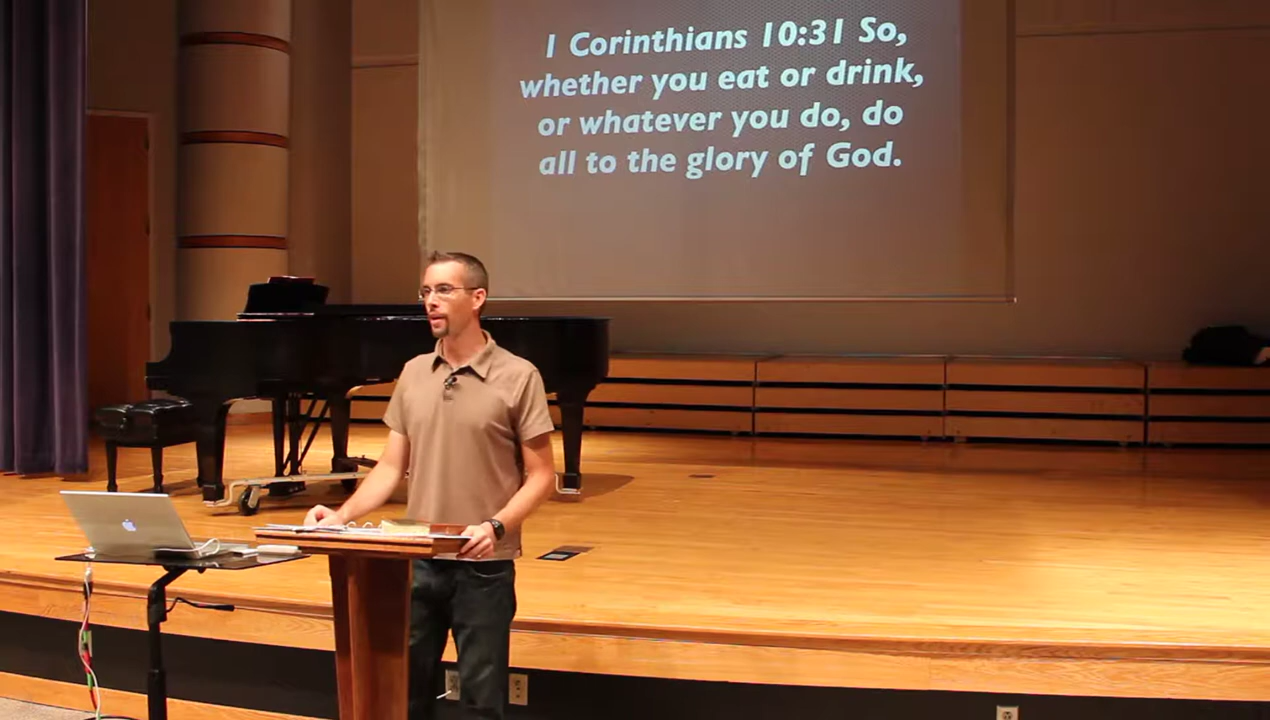 1 Corinthians 10:31 So,
whether you eat or drink,
or whatever you do, do
all to the glory of God.